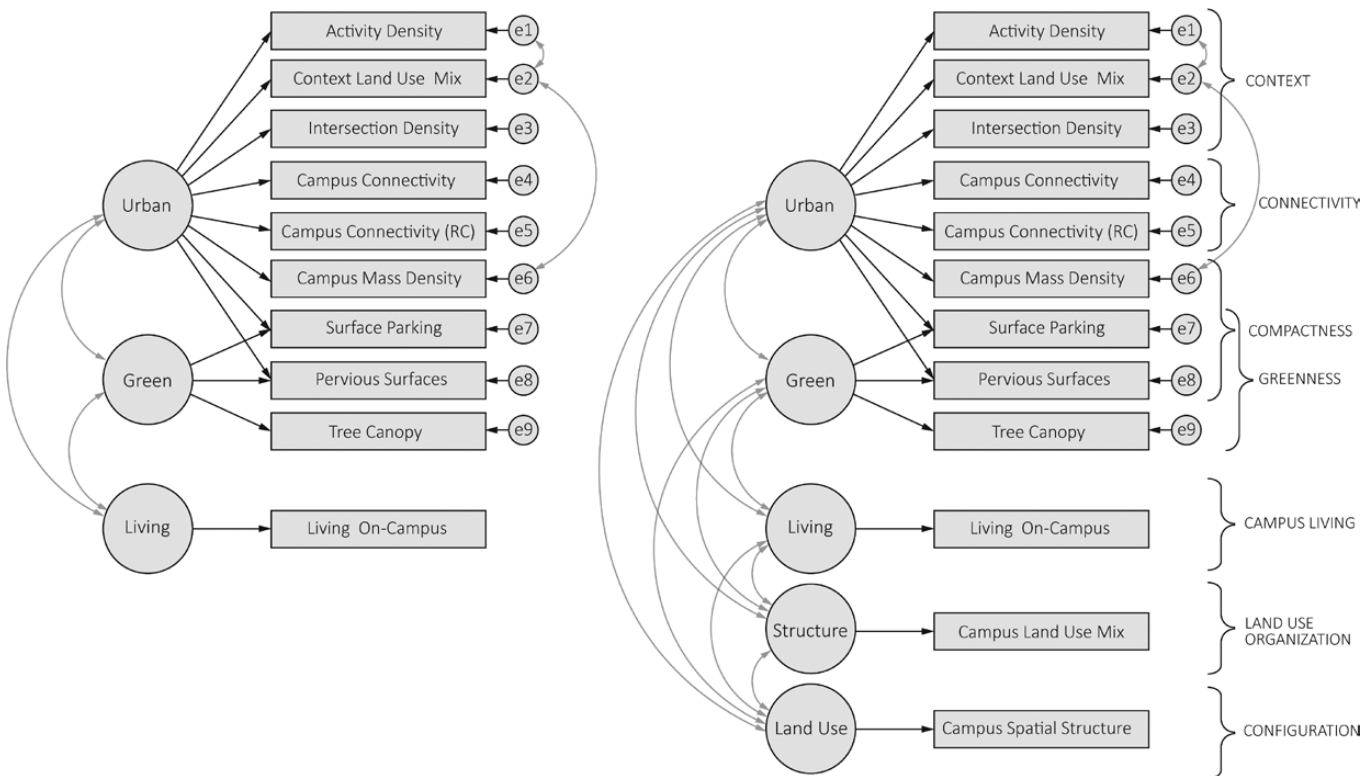 Activity Density
e1
Context Land Use Mix
e2
Intersection Density
e3
Campus Connectivity
e4
Urban
Campus Connectivity (RC)
e5
Campus Mass Density
e6
Surface Parking
e7
Green
Pervious Surfaces
e8
Tree Canopy
e9
Living
Living On-Campus
Activity Density
e1
Context Land Use Mix
e2
CONTEXT
Intersection Density
e3
Campus Connectivity
e4
Urban
CONNECTIVITY
Campus Connectivity (RC)
e5
Campus Mass Density
e6
Surface Parking
e7
COMPACTNESS
Green
Pervious Surfaces
e8
GREENNESS
Tree Canopy
e9
Living
Living On-Campus
CAMPUS LIVING
Structure
Campus Land Use Mix
LAND USE
ORGANIZATION
Land Use
Campus Spatial Structure
CONFIGURATION